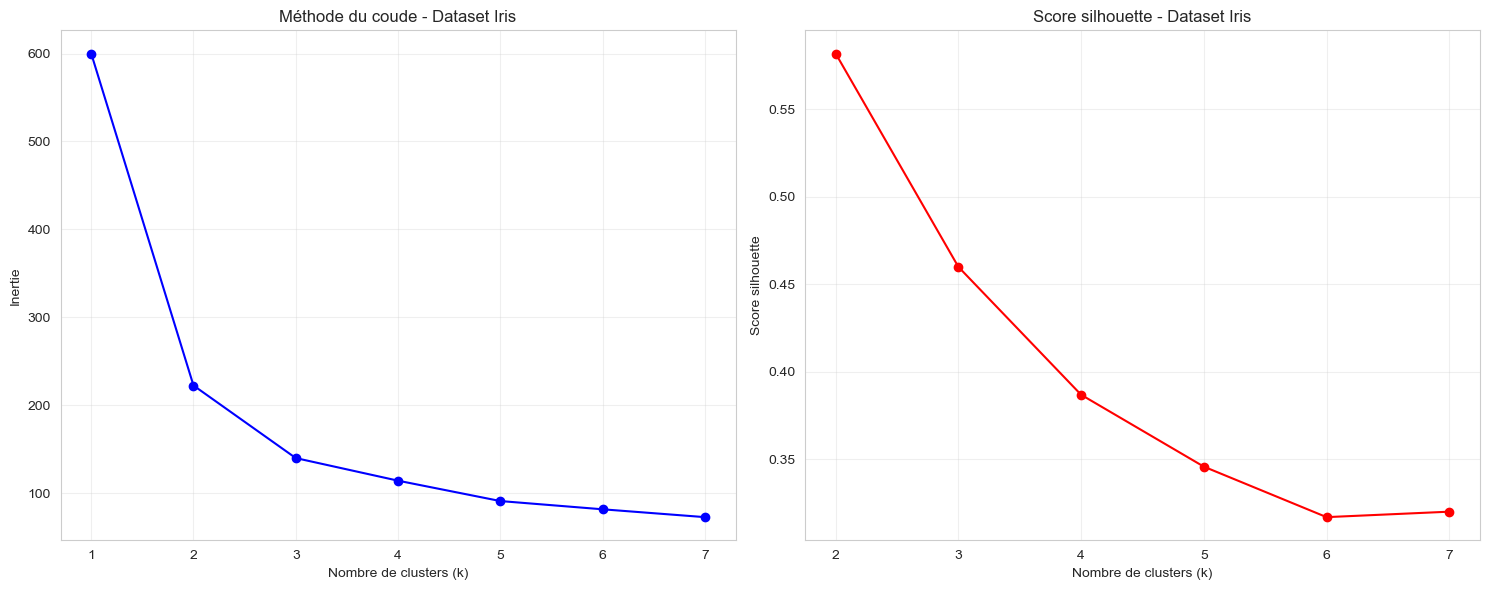 Méthode du coude - Dataset Iris
Inertie
600
500
400
300
200
100
1 2 3 4 5 6 7
Nombre de clusters (k)
Score silhouette - Dataset Iris
Score silhouette
0.55
0.50
0.45
0.40
0.35
2 3 4 5 6 7
Nombre de clusters (k)